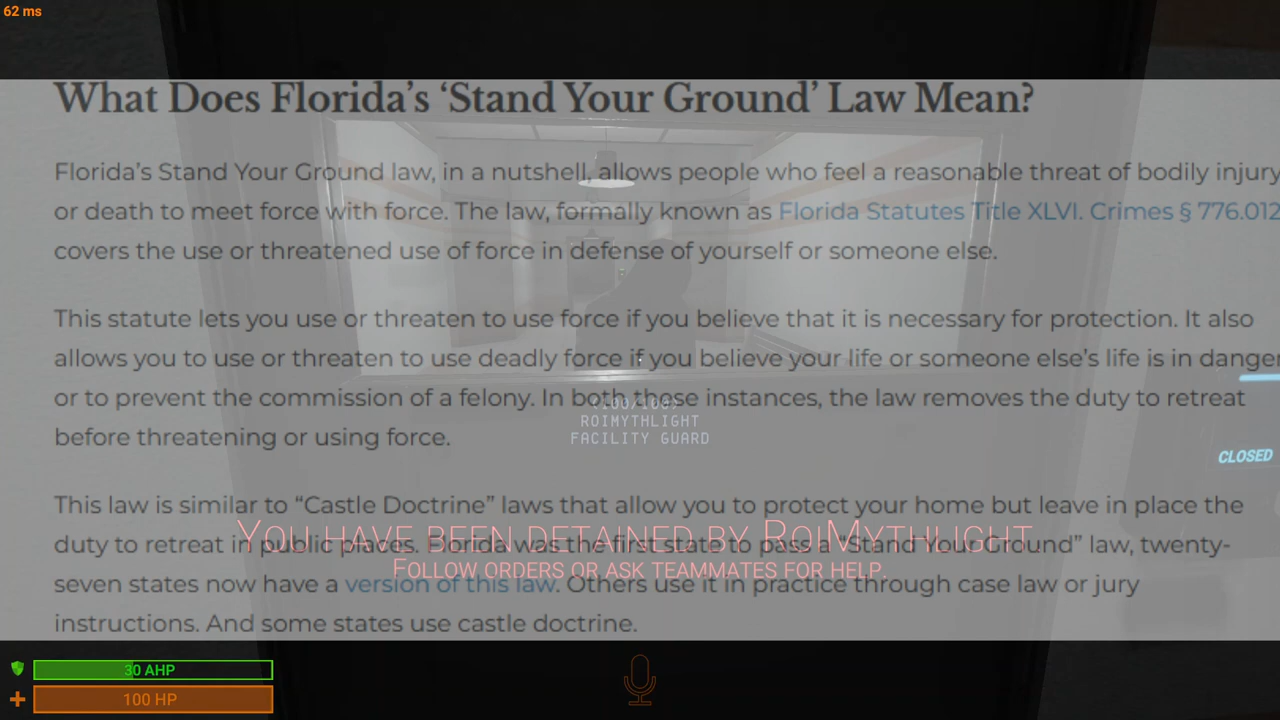 62 ms
What Does Florida’s ‘Stand Your Ground’ Law Mean?
Florida’s Stand Your Ground law, in a nutshell, allows people who feel a reasonable threat of bodily injury
or death to meet force with force. The law, formally known as Florida Statutes Title XLVI. Crimes § 776.012
covers the use or threatened use of force in defense of yourself or someone else.
This statute lets you use or threaten to use force if you believe that it is necessary for protection. It also
allows you to use or threaten to use deadly force if you believe your life or someone else’s life is in danger
or to prevent the commission of a felony. In both these instances, the law removes the duty to retreat
(100/100)
ROIMYTHLIGHT
before threatening or using force.
FACILITY GUARD
CLOSED
This law is similar to “Castle Doctrine” laws that allow you to protect your home but leave in place the
YOU HAVE BEEN DETAINED BY ROIMYTHLIGHT
duty to retreat in public places. Florida was the first state to pass a “Stand Your Ground” law, twenty-
FOLLOW ORDERS OR ASK TEAMMATES FOR HELP.
seven states now have a version of this law. Others use it in practice through case law or jury
instructions. And some states use castle doctrine.
30 AHP
100 HP